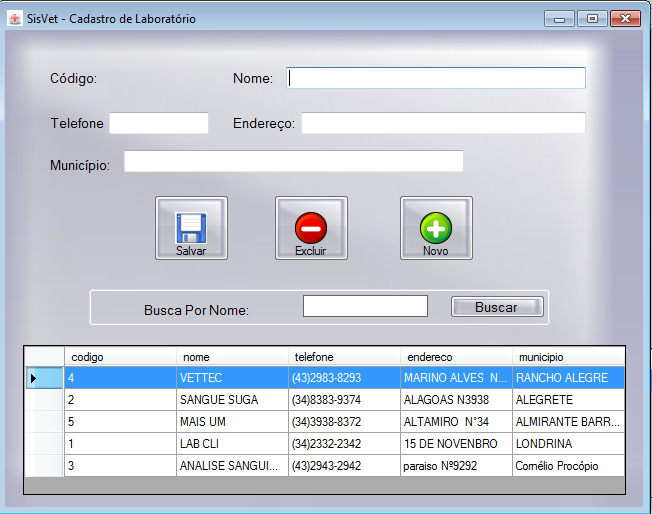 SisVet - Cadastro de Laboratório
Código: Nome:
Telefone Endereço:
Município:
Salvar Excluir Novo
Busca Por Nome: Buscar
codigo nome telefone endereco municipio
4 VETTEC (43)2983-8293 MARINO ALVES N... RANCHO ALEGRE
2 SANGUE SUGA (34)8383-9374 ALAGOAS N3938 ALEGRETE
5 MAIS UM (34)3938-8372 ALTAMIRO N°34 ALMIRANTE BARR...
1 LAB CLI (34)2332-2342 15 DE NOVENBRO LONDRINA
3 ANALISE SANGUI... (43)2943-2942 paraiso Nº9292 Cornélio Procópio